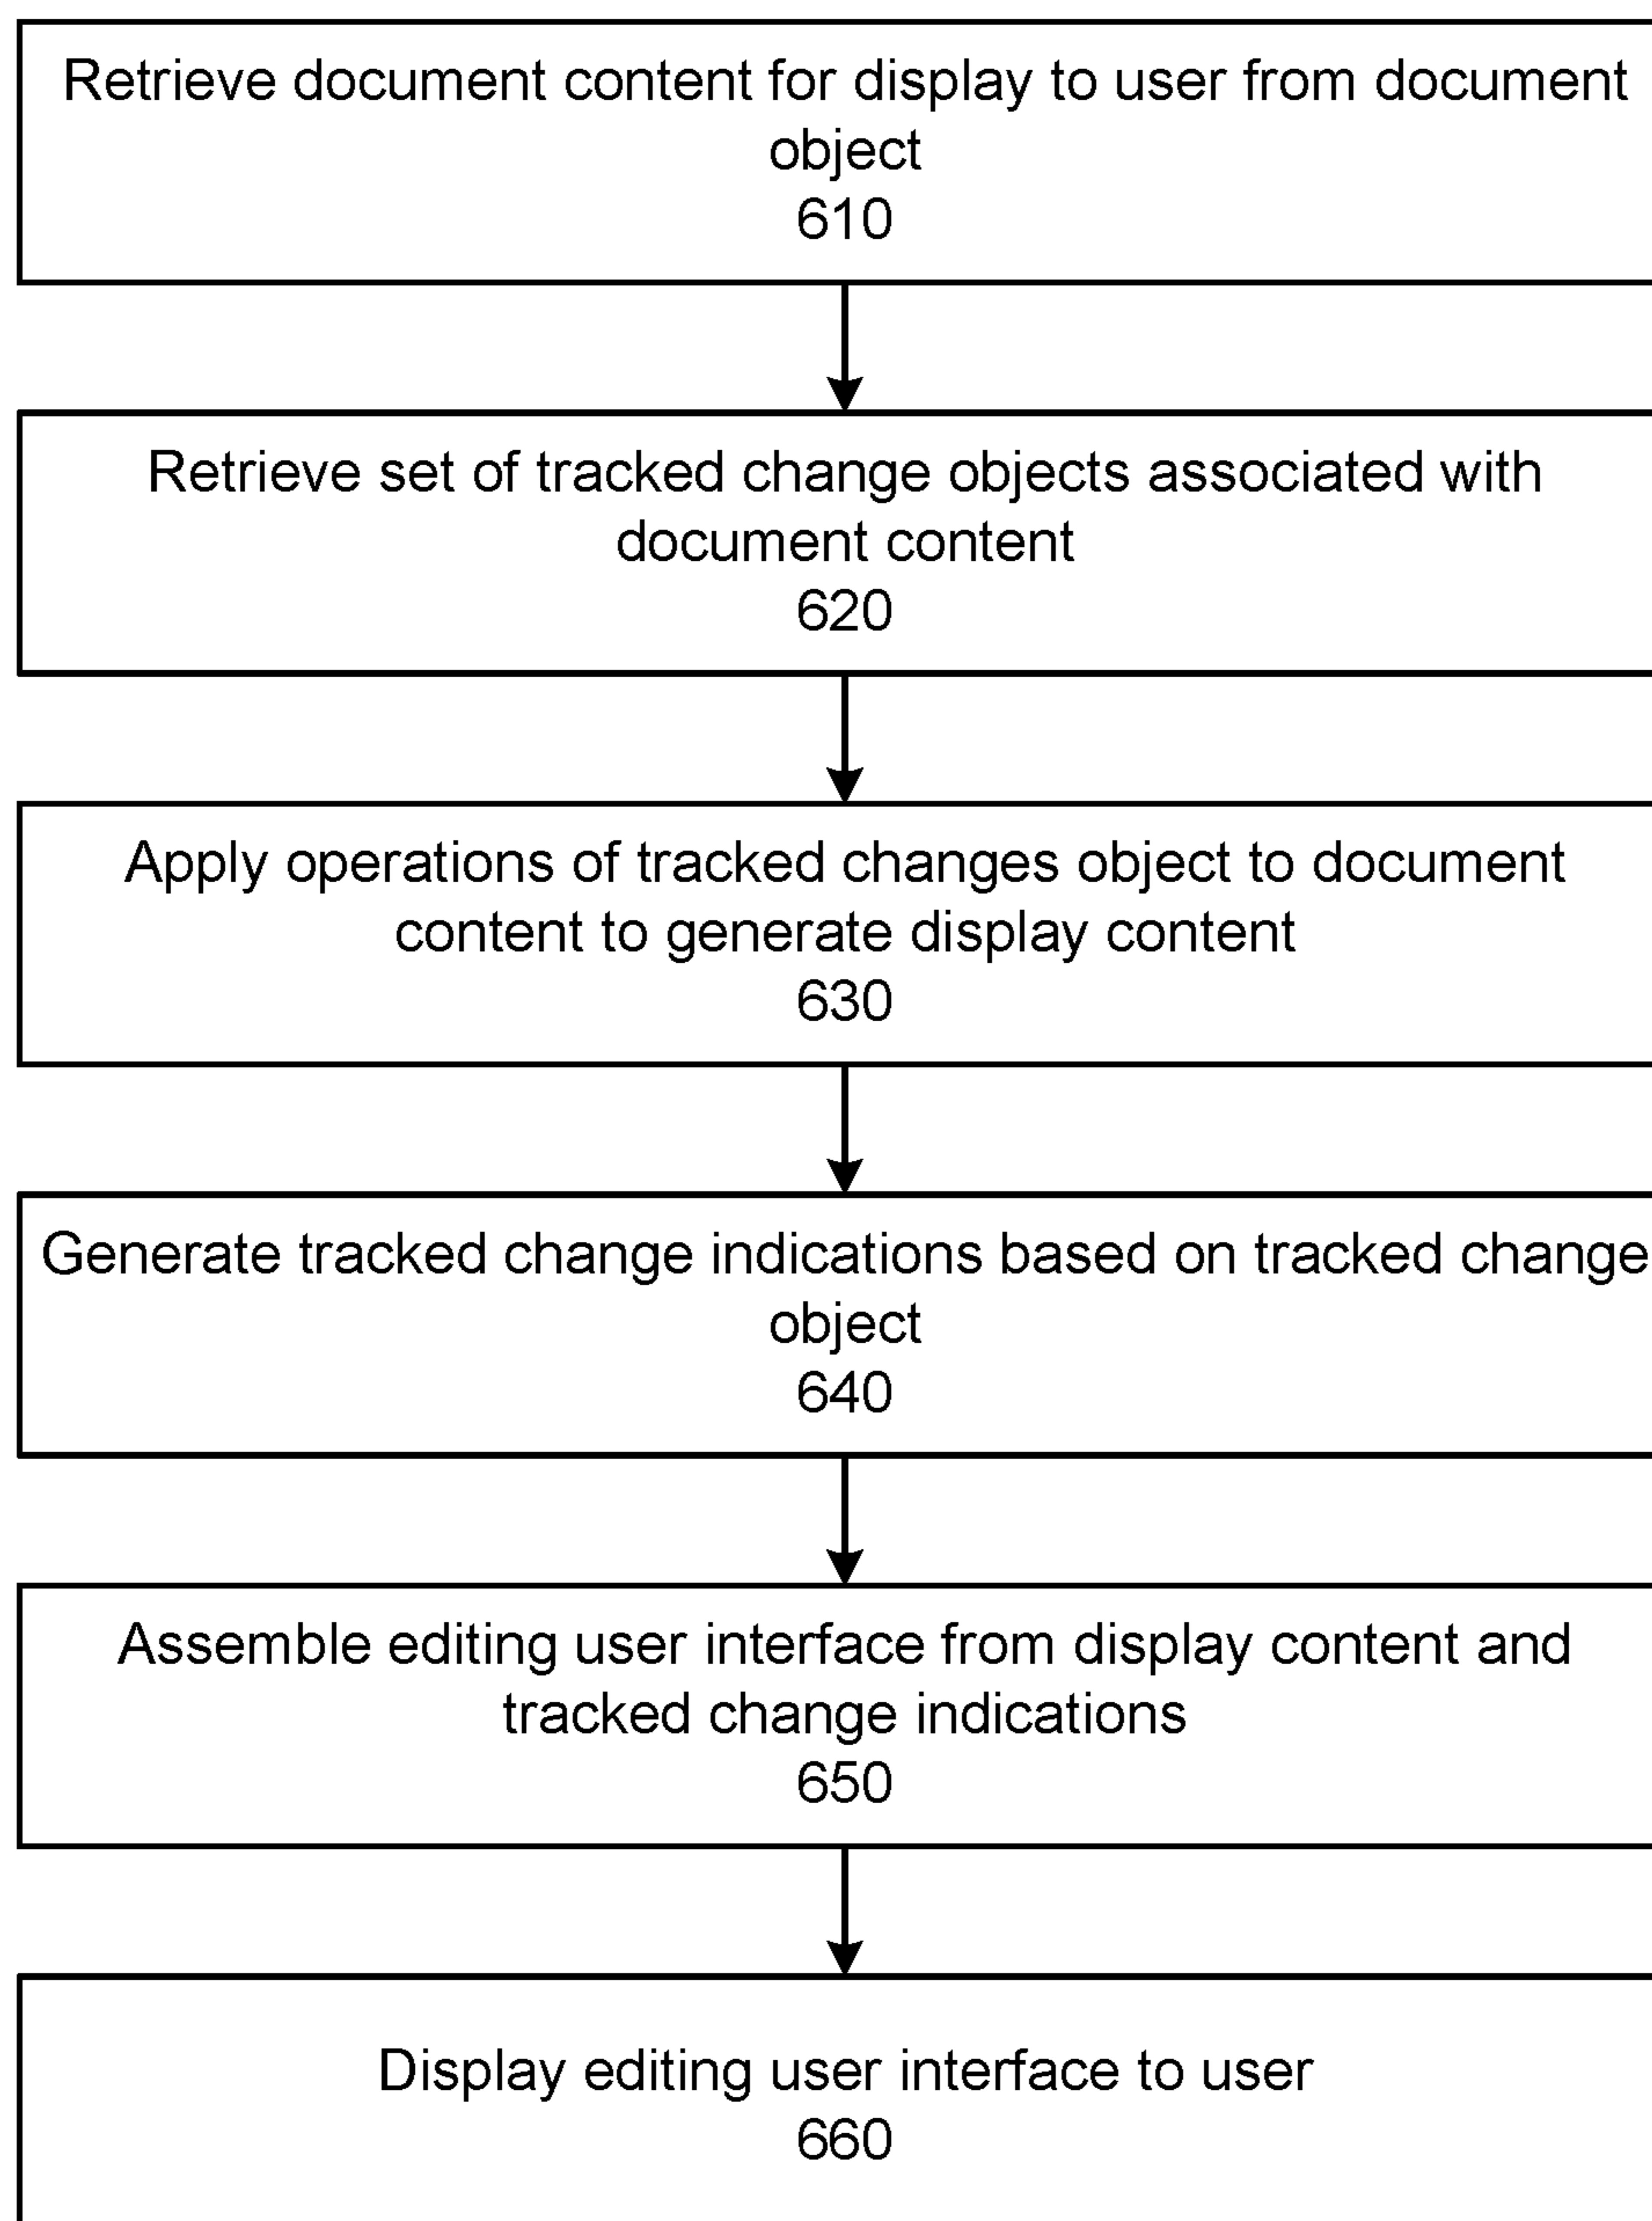 Retrieve document content for display to user from document
object
610
Retrieve set of tracked change objects associated with
document content
620
Apply operations of tracked changes object to document
content to generate display content
630
Generate tracked change indications based on tracked change
object
640
Assemble editing user interface from display content and
tracked change indications
650
Display editing user interface to user
660